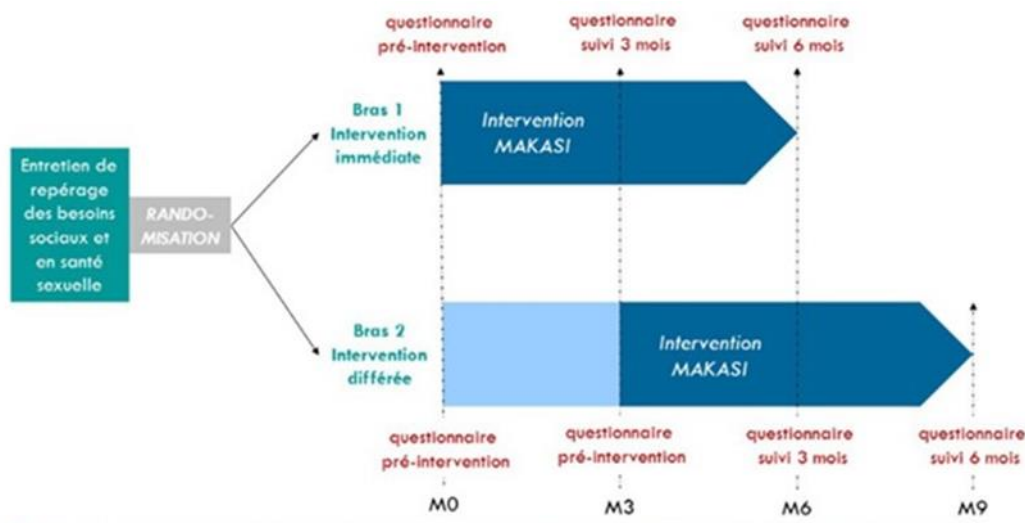 questionnaire
pré-intervention
questionnaire
suivi 3 mois
questionnaire
suivi 6 mois
Bras 1
Intervention
immédiate
Intervention
MAKASI
Entretien de
repérage
des besoins
sociaux et
en santé
sexuelle
RANDO-
MISATION
Bras 2
Intervention
différée
Intervention
MAKASI
questionnaire
pré-intervention
questionnaire
pré-intervention
questionnaire
suivi 3 mois
questionnaire
suivi 6 mois
M0
M3
M6
M9